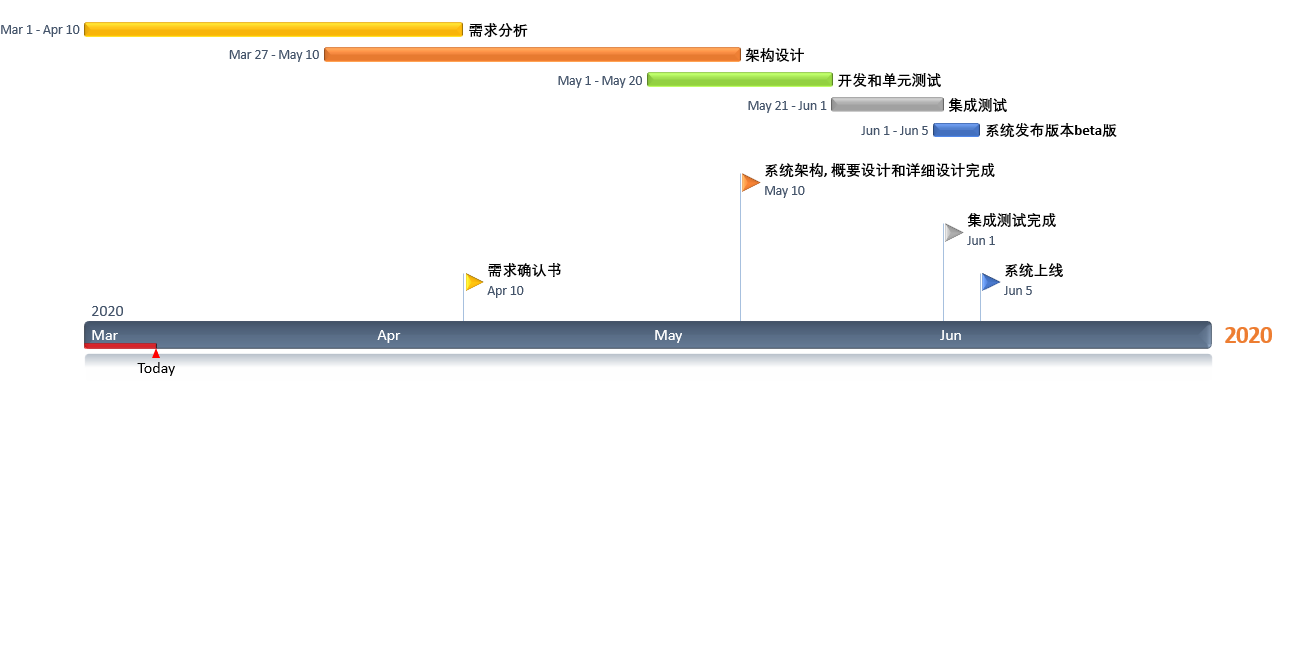 Mar 1 - Apr 10 需求分析
Mar 27 - May 10 架构设计
May 1 - May 20 开发和单元测试
May 21 - Jun 1 集成测试
Jun 1 - Jun 5 系统发布版本beta版
系统架构, 概要设计和详细设计完成
May 10
集成测试完成
Jun 1
需求确认书
Apr 10
系统上线
Jun 5
2020
Mar Apr May Jun 2020
Today